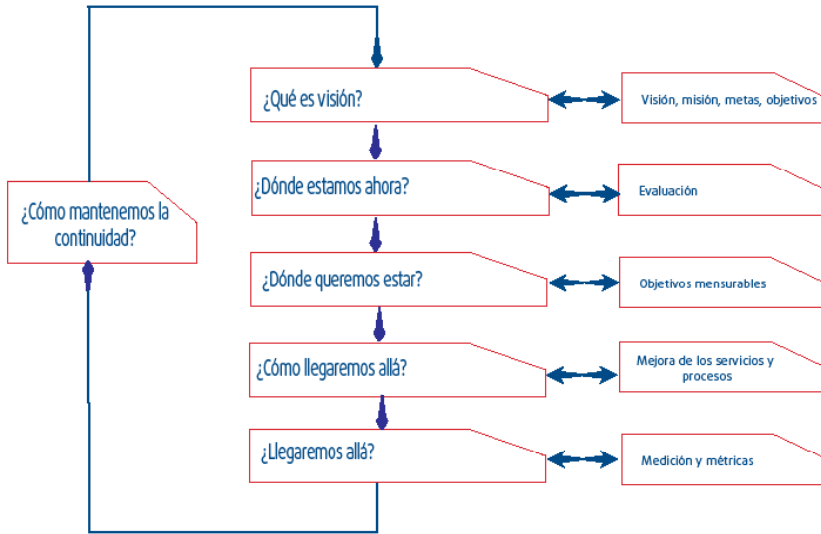 ¿Qué es visión?
Visión, misión, metas, objetivos
¿Dónde estamos ahora?
Evaluación
¿Cómo mantenemos la
continuidad?
¿Dónde queremos estar?
Objetivos mensurables
¿Cómo llegaremos allá?
Mejora de los servicios y
procesos
¿Llegaremos allá?
Medición y métricas